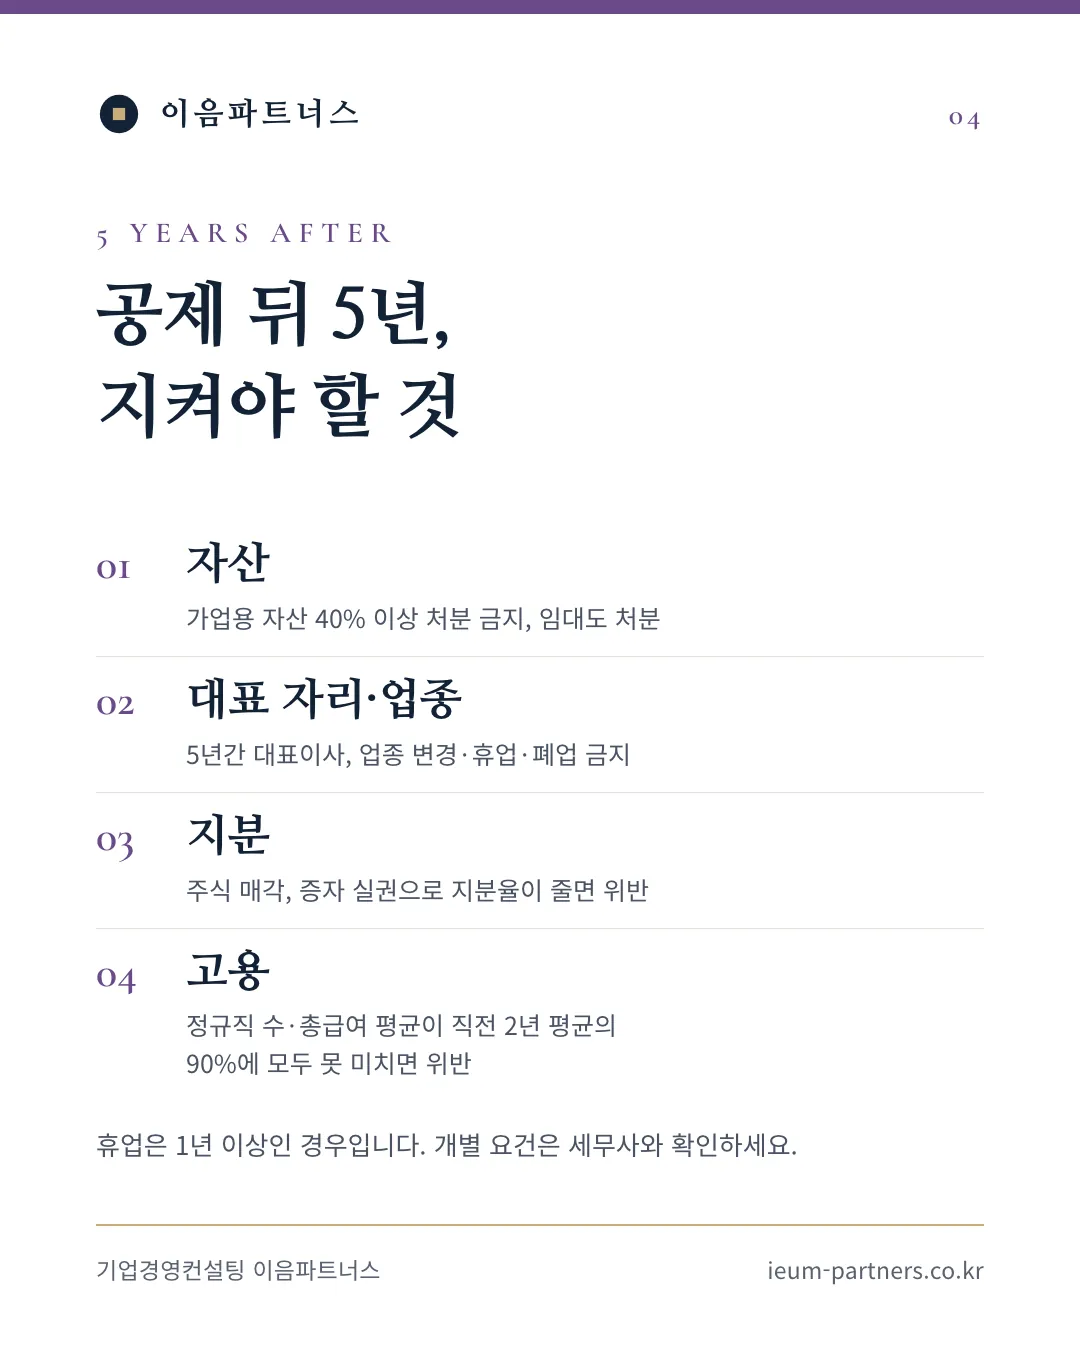 이음파트너스
04
5 YEARS AFTER
공제 뒤 5년,
지켜야 할 것
01
자산
가업용 자산 40% 이상 처분 금지, 임대도 처분
02
대표 자리·업종
5년간 대표이사, 업종 변경·휴업·폐업 금지
03
지분
주식 매각, 증자 실권으로 지분율이 줄면 위반
04
고용
정규직 수·총급여 평균이 직전 2년 평균의
90%에 모두 못 미치면 위반
휴업은 1년 이상인 경우입니다. 개별 요건은 세무사와 확인하세요.
기업경영컨설팅 이음파트너스
ieum-partners.co.kr